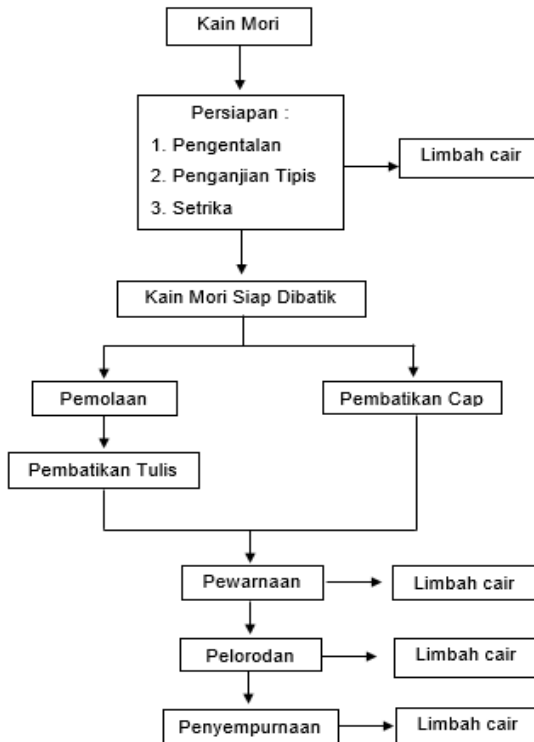 Kain Mori
Persiapan :
1. Pengentalan
2. Penganjian Tipis
3. Setrika
Limbah cair
Kain Mori Siap Dibatik
Pemolaan
Pembatikan Cap
Pembatikan Tulis
Pewarnaan
Limbah cair
Pelorodan
Limbah cair
Penyempurnaan
Limbah cair